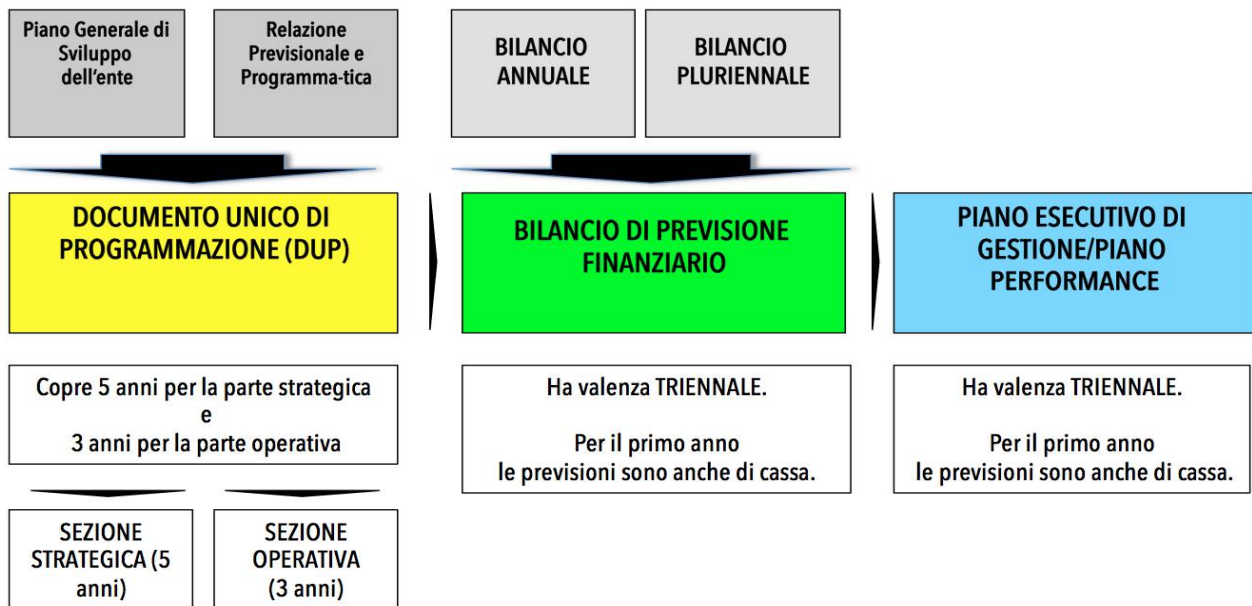 Piano Generale di
Sviluppo
dell'ente
Relazione
Previsionale e
Programma-tica
BILANCIO
ANNUALE
BILANCIO
PLURIENNALE
DOCUMENTO UNICO DI
PROGRAMMAZIONE (DUP)
BILANCIO DI PREVISIONE
FINANZIARIO
PIANO ESECUTIVO DI
GESTIONE/PIANO
PERFORMANCE
Copre 5 anni per la parte strategica
e
3 anni per la parte operativa
Ha valenza TRIENNALE.
Per il primo anno
le previsioni sono anche di cassa.
Ha valenza TRIENNALE.
Per il primo anno
le previsioni sono anche di cassa.
SEZIONE
STRATEGICA (5
anni)
SEZIONE
OPERATIVA
(3 anni)